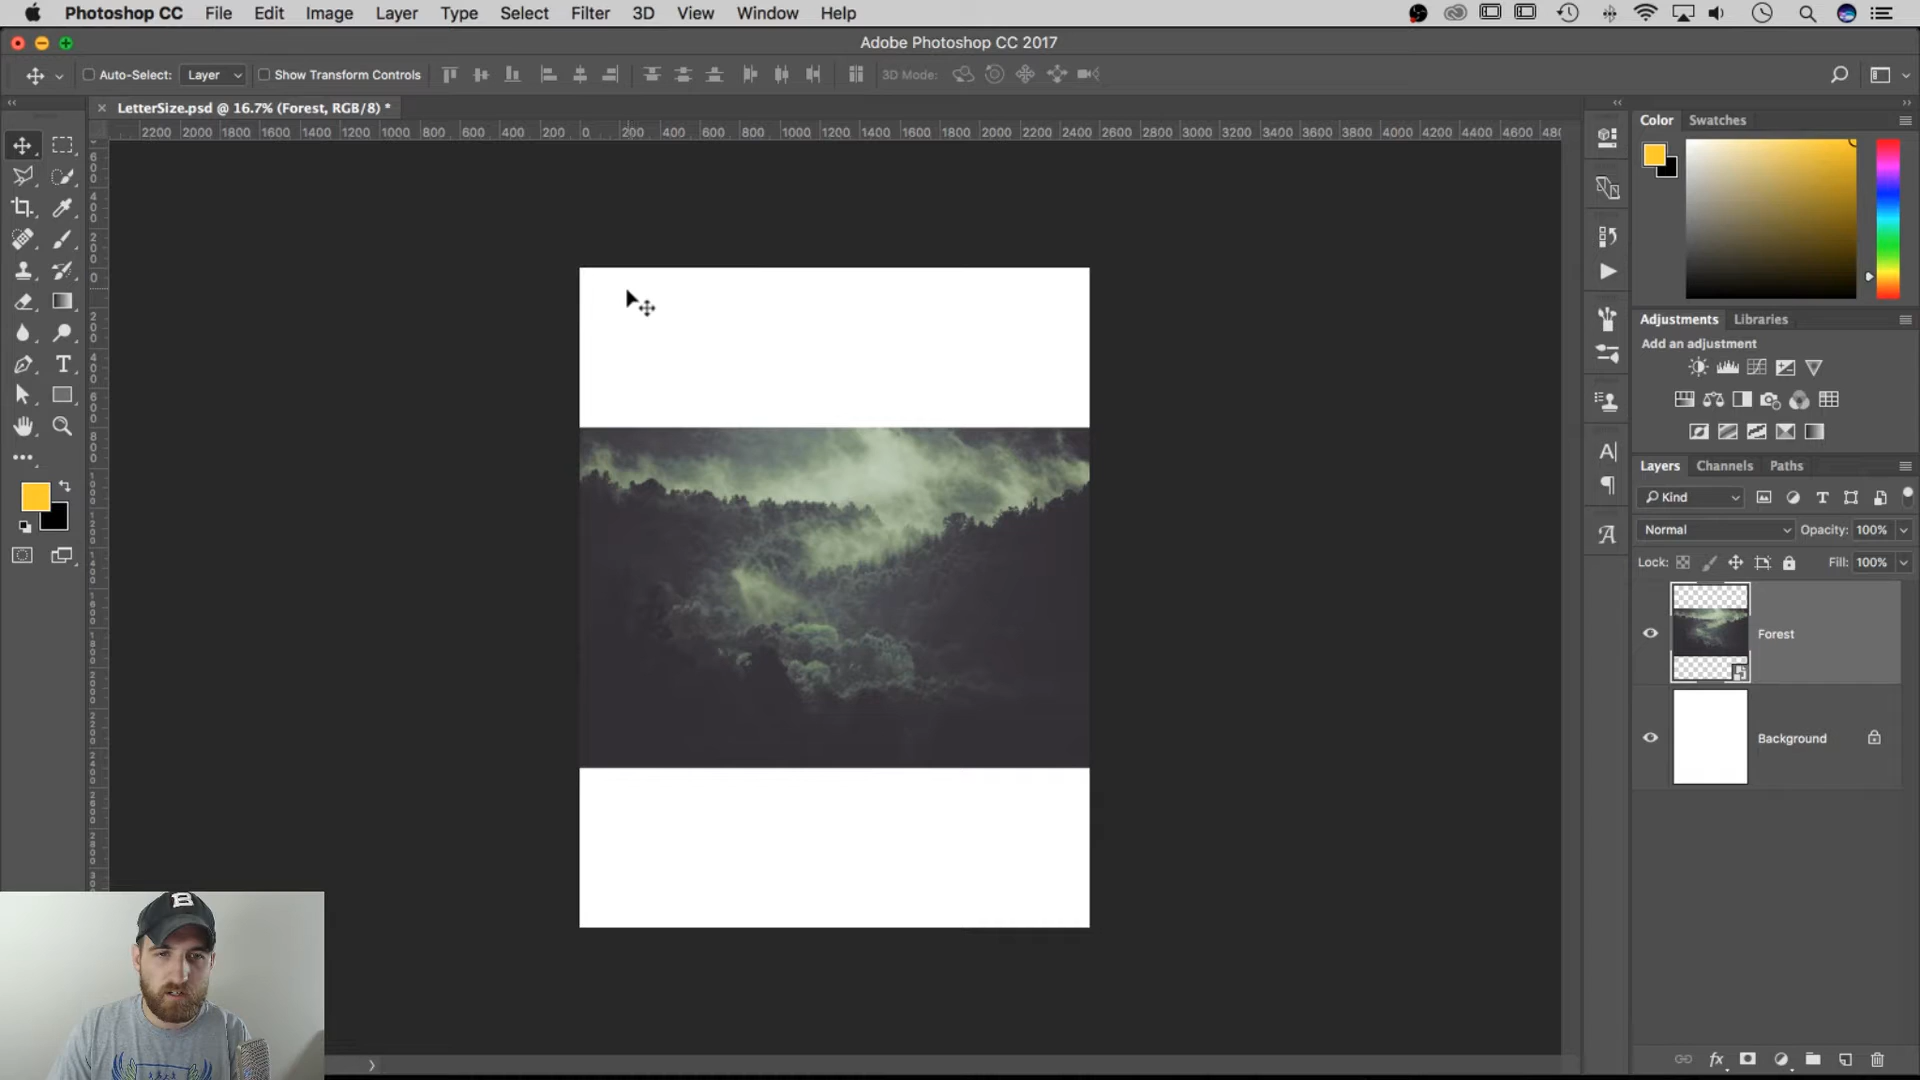 Photoshop CC File Edit Image Layer Type Select Filter 3D View Window Help
Adobe Photoshop CC 2017
Auto-Select: Layer Show Transform Controls 3D Mode:
LetterSize.psd @ 16.7% (Forest, RGB/8) *
2200 2000 1800 1600 1400 1200 1000 800 600 400 200 0 200 400 600 800 1000 1200 1400 1600 1800 2000 2200 2400 2600 2800 3000 3200 3400 3600 3800 4000 4200 4400 4600
Color Swatches
Adjustments Libraries
Add an adjustment
Layers Channels Paths
Kind
Normal Opacity: 100%
Lock: Fill: 100%
Forest
Background
fx
B